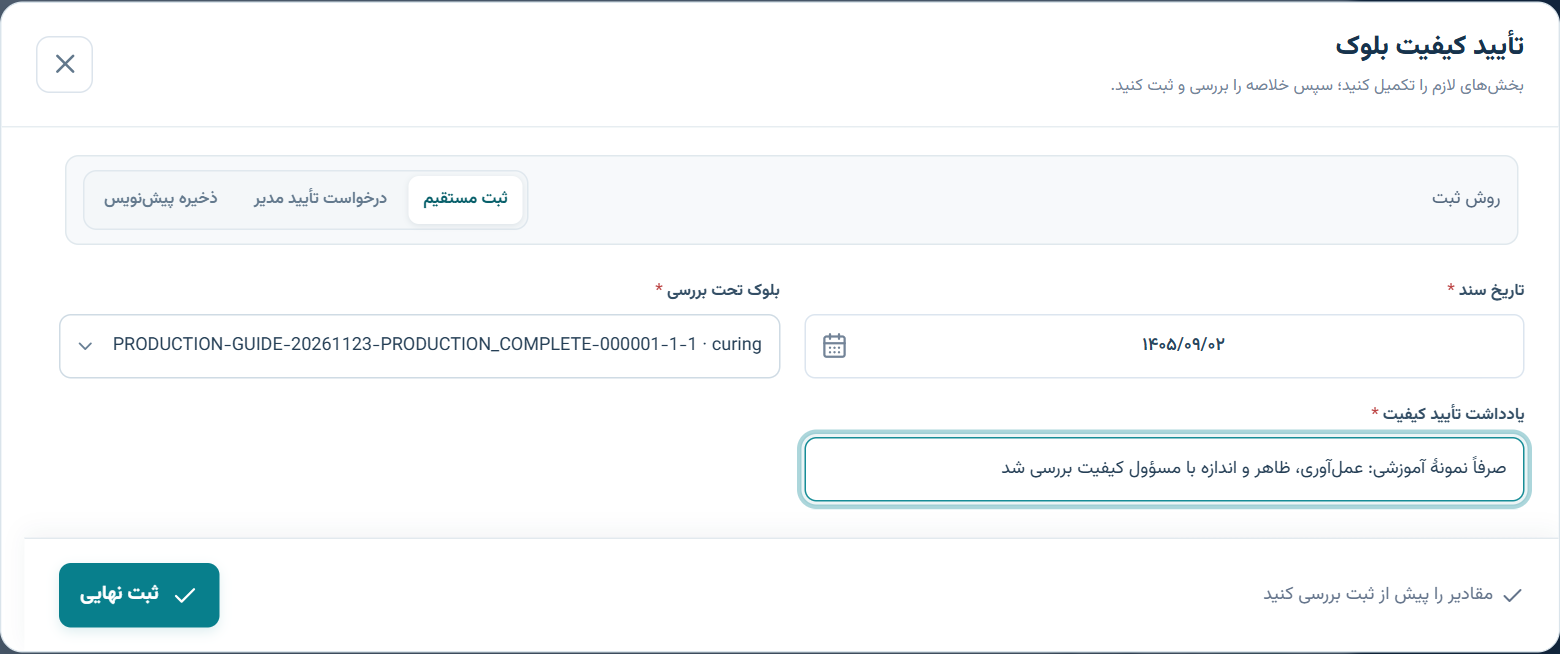 تأیید کیفیت بلوک
بخش‌های لازم را تکمیل کنید؛ سپس خلاصه را بررسی و ثبت کنید.
روش ثبت
ثبت مستقیم
درخواست تأیید مدیر
ذخیره پیش‌نویس
تاریخ سند *
۱۴۰۵/۰۹/۰۲
بلوک تحت بررسی *
PRODUCTION-GUIDE-20261123-PRODUCTION_COMPLETE-000001-1-1 · curing
یادداشت تأیید کیفیت *
صرفاً نمونهٔ آموزشی: عمل‌آوری، ظاهر و اندازه با مسؤول کیفیت بررسی شد
مقادیر را پیش از ثبت بررسی کنید
ثبت نهایی